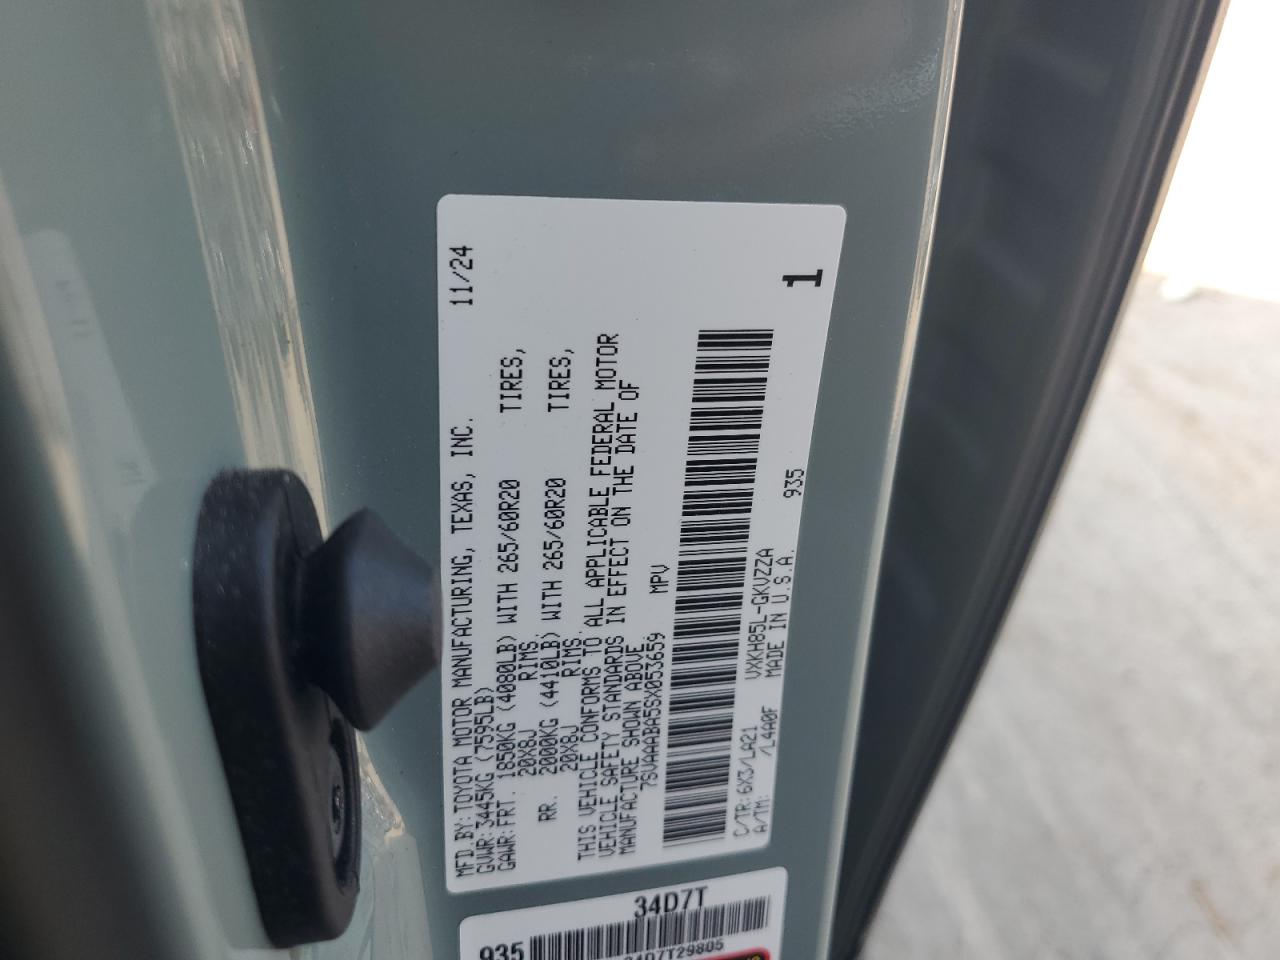 MFD.BY:TOYOTA MOTOR MANUFACTURING, TEXAS, INC. 11/24
GVWR:3445KG (7595LB)
GAWR:FRT. 1850KG (4080LB) WITH 265/60R20 TIRES,
20X8J RIMS.
RR. 2000KG (4410LB) WITH 265/60R20 TIRES,
20X8J RIMS.
THIS VEHICLE CONFORMS TO ALL APPLICABLE FEDERAL MOTOR
VEHICLE SAFETY STANDARDS IN EFFECT ON THE DATE OF
MANUFACTURE SHOWN ABOVE.
7SVAAABA5SX053659 MPV
C/TR:6X3/LA21 VXKH85L-GKVZZA
A/TM: /L4A0F MADE IN U.S.A. 935
1
34D7T
935
34D7T29805